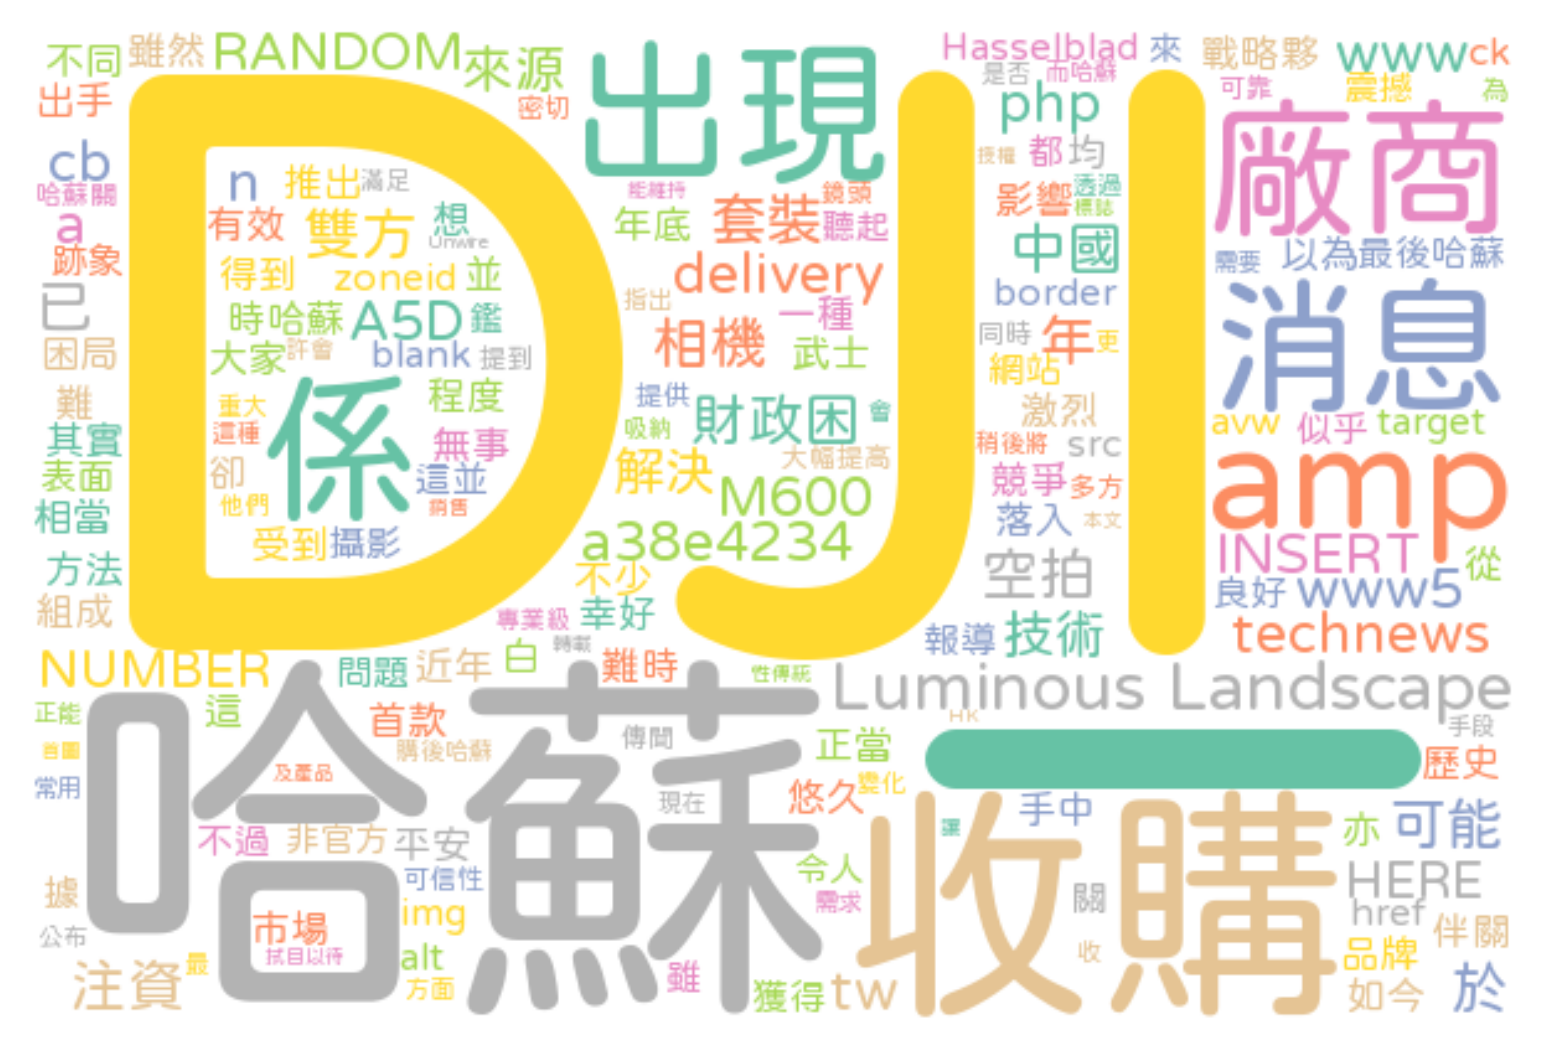 不同 雖然 RANDOM 來源 出現 Hasselblad 來 戰略夥 www ck
出手 密切 是否 而哈蘇 php 可靠 震撼 為
DJI
cb n 推出 滿足 能維持 套裝 鏡頭 授權 都 均 廠商
哈蘇關 a 有效 雙方 想 Unwire 年底 聽起 影響 透過 標誌
跡象 得到 zoneid 並 delivery 中國 需要 以為最後哈蘇
已 時哈蘇 A5D 鑑 指出 一種 border 消息
困局 大家 許會 blank 提到 相機 武士 同時 年 更
難 重大 係 程度 提供 財政困 會 網站 激烈 avw 似乎 target
其實 這種 無事 吸納 大幅提高 稍後將 src
表面 卻 這並 解決 M600 競爭 多方 amp
相當 他們 銷售 落入 本文
方法 受到 攝影 a38e4234 空拍 INSERT 從
組成 專業級 不少 幸好 報導 技術 良好 www5
NUMBER 問題 近年 白 轉載 難時 性傳統 technews
Luminous Landscape
正能 這 首款 HK 手段
首圖 哈蘇 購後哈蘇 傳聞 正當 一 歷史
常用 及產品 現在 悠久 變化
不過 非官方 平安 讓 手中 收購 亦 可能
據 可信性 令人 需求 關 HERE
公布 市場 img href 伴關
拭目以待 alt 收 品牌
注資 最 方面 雖 獲得 tw 如今 於